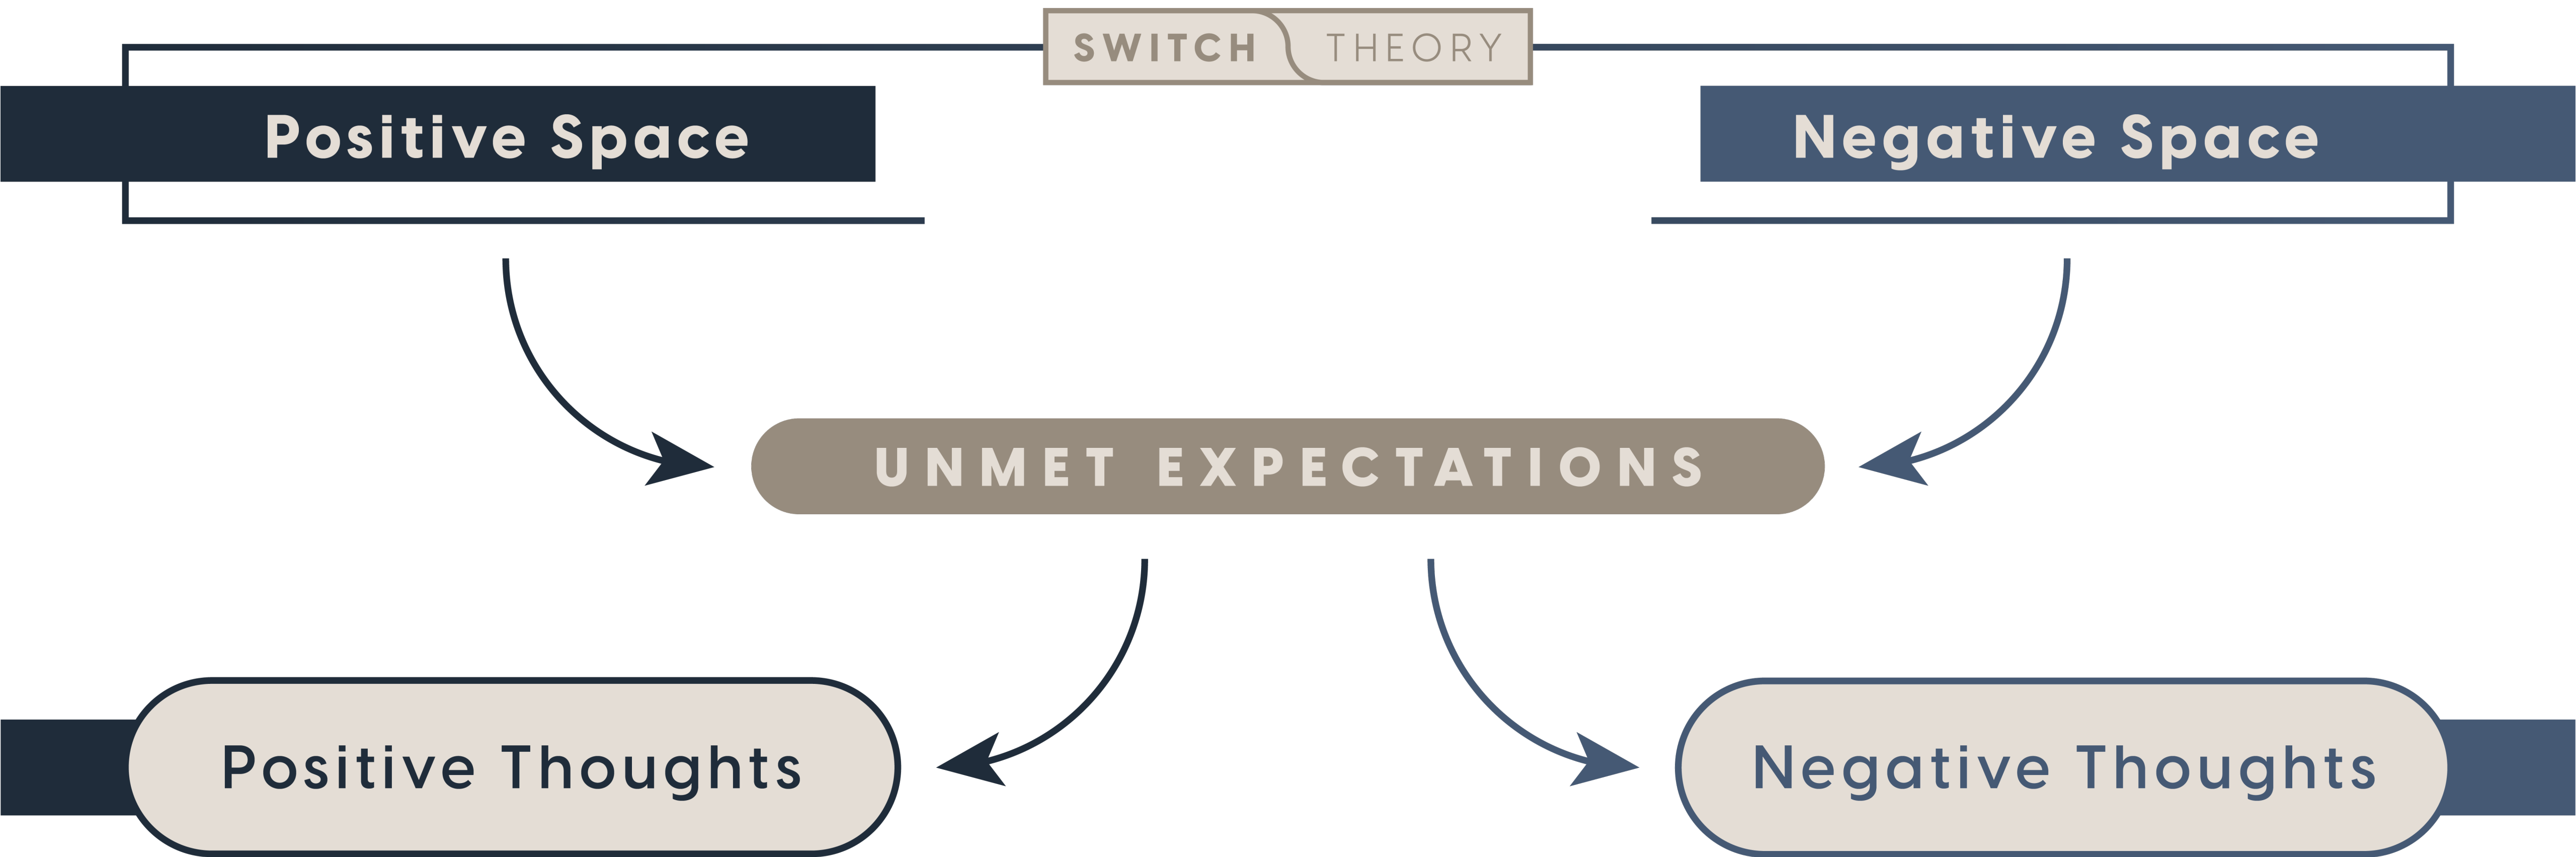 SWITCH THEORY
Positive Space
Negative Space
UNMET EXPECTATIONS
Positive Thoughts
Negative Thoughts